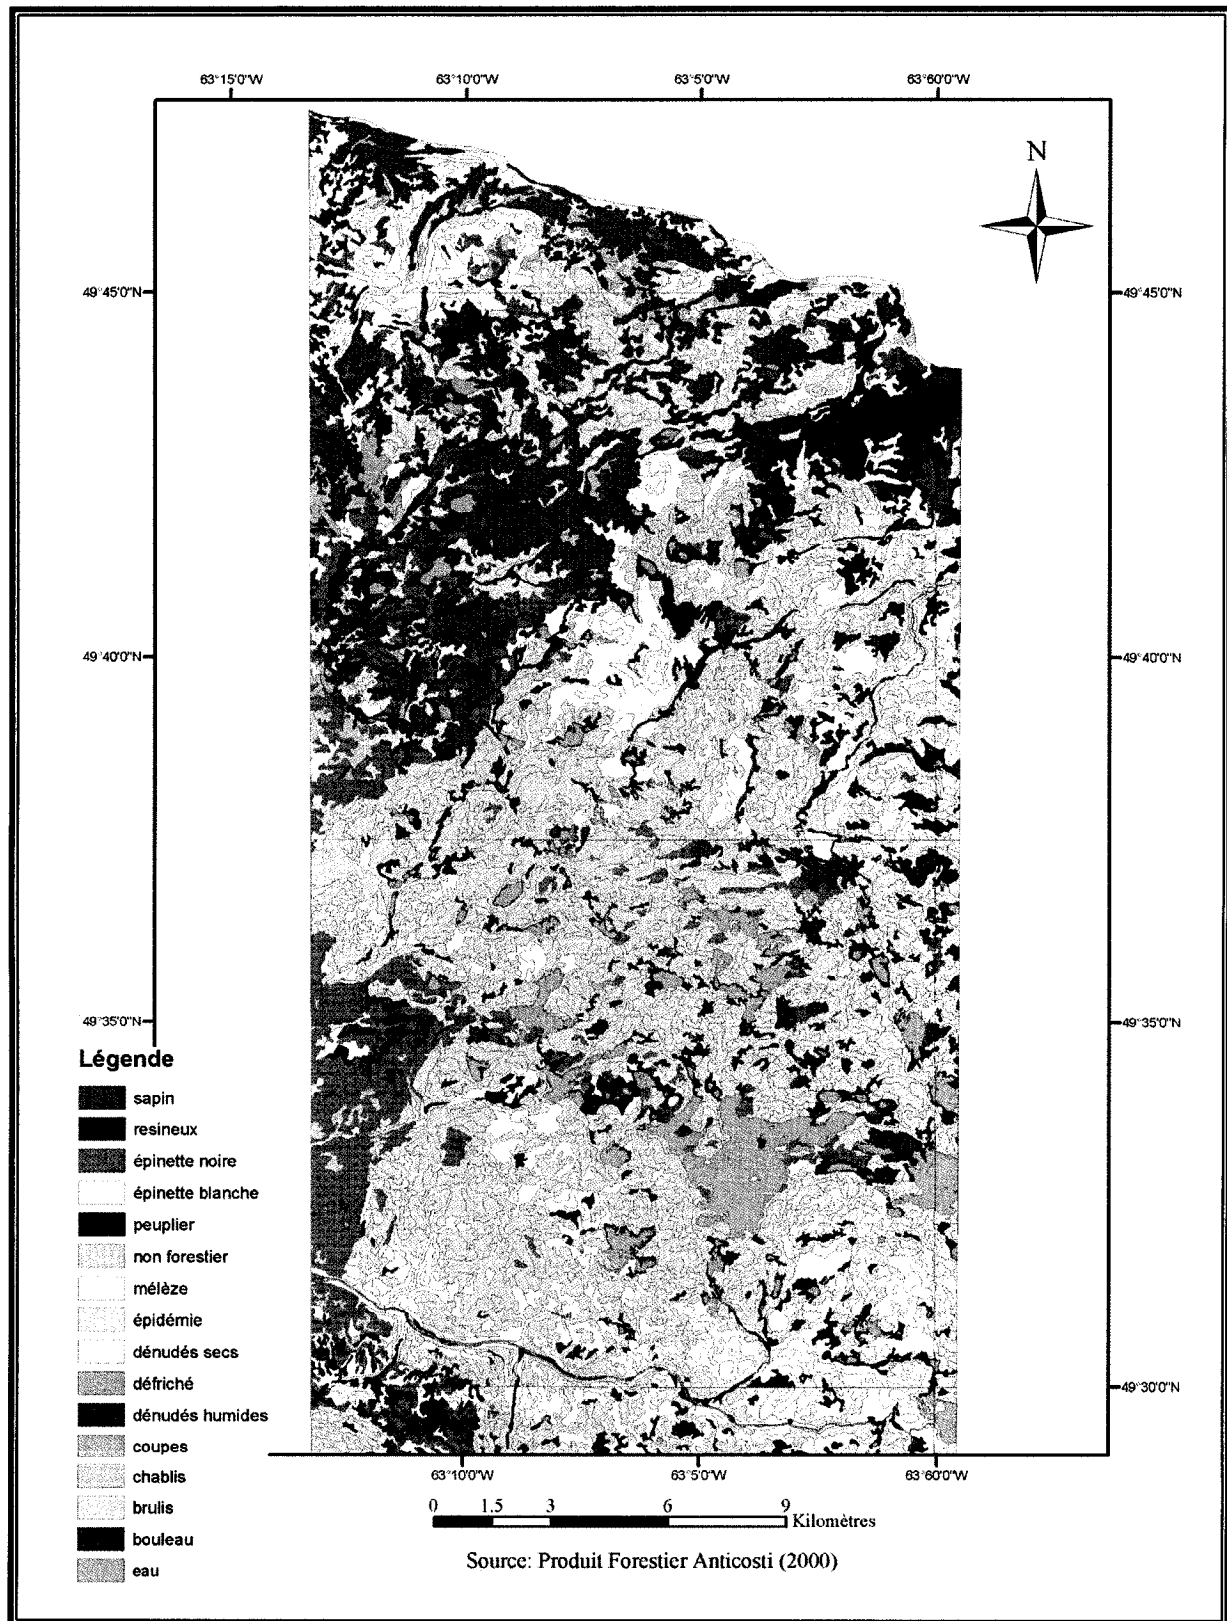 63°15'0"W 63°10'0"W 63°5'0"W 63°60'0"W
N
49°45'0"N 49°45'0"N
49°40'0"N 49°40'0"N
49°35'0"N 49°35'0"N
Légende
sapin
resineux
épinette noire
épinette blanche
peuplier
non forestier
mélèze
épidémie
dénudés secs
défriché
49°30'0"N
dénudés humides
coupes
chablis
brulis
bouleau
eau
63°10'0"W 63°5'0"W 63°60'0"W
0 1.5 3 6 9
Kilomètres
Source: Produit Forestier Anticosti (2000)